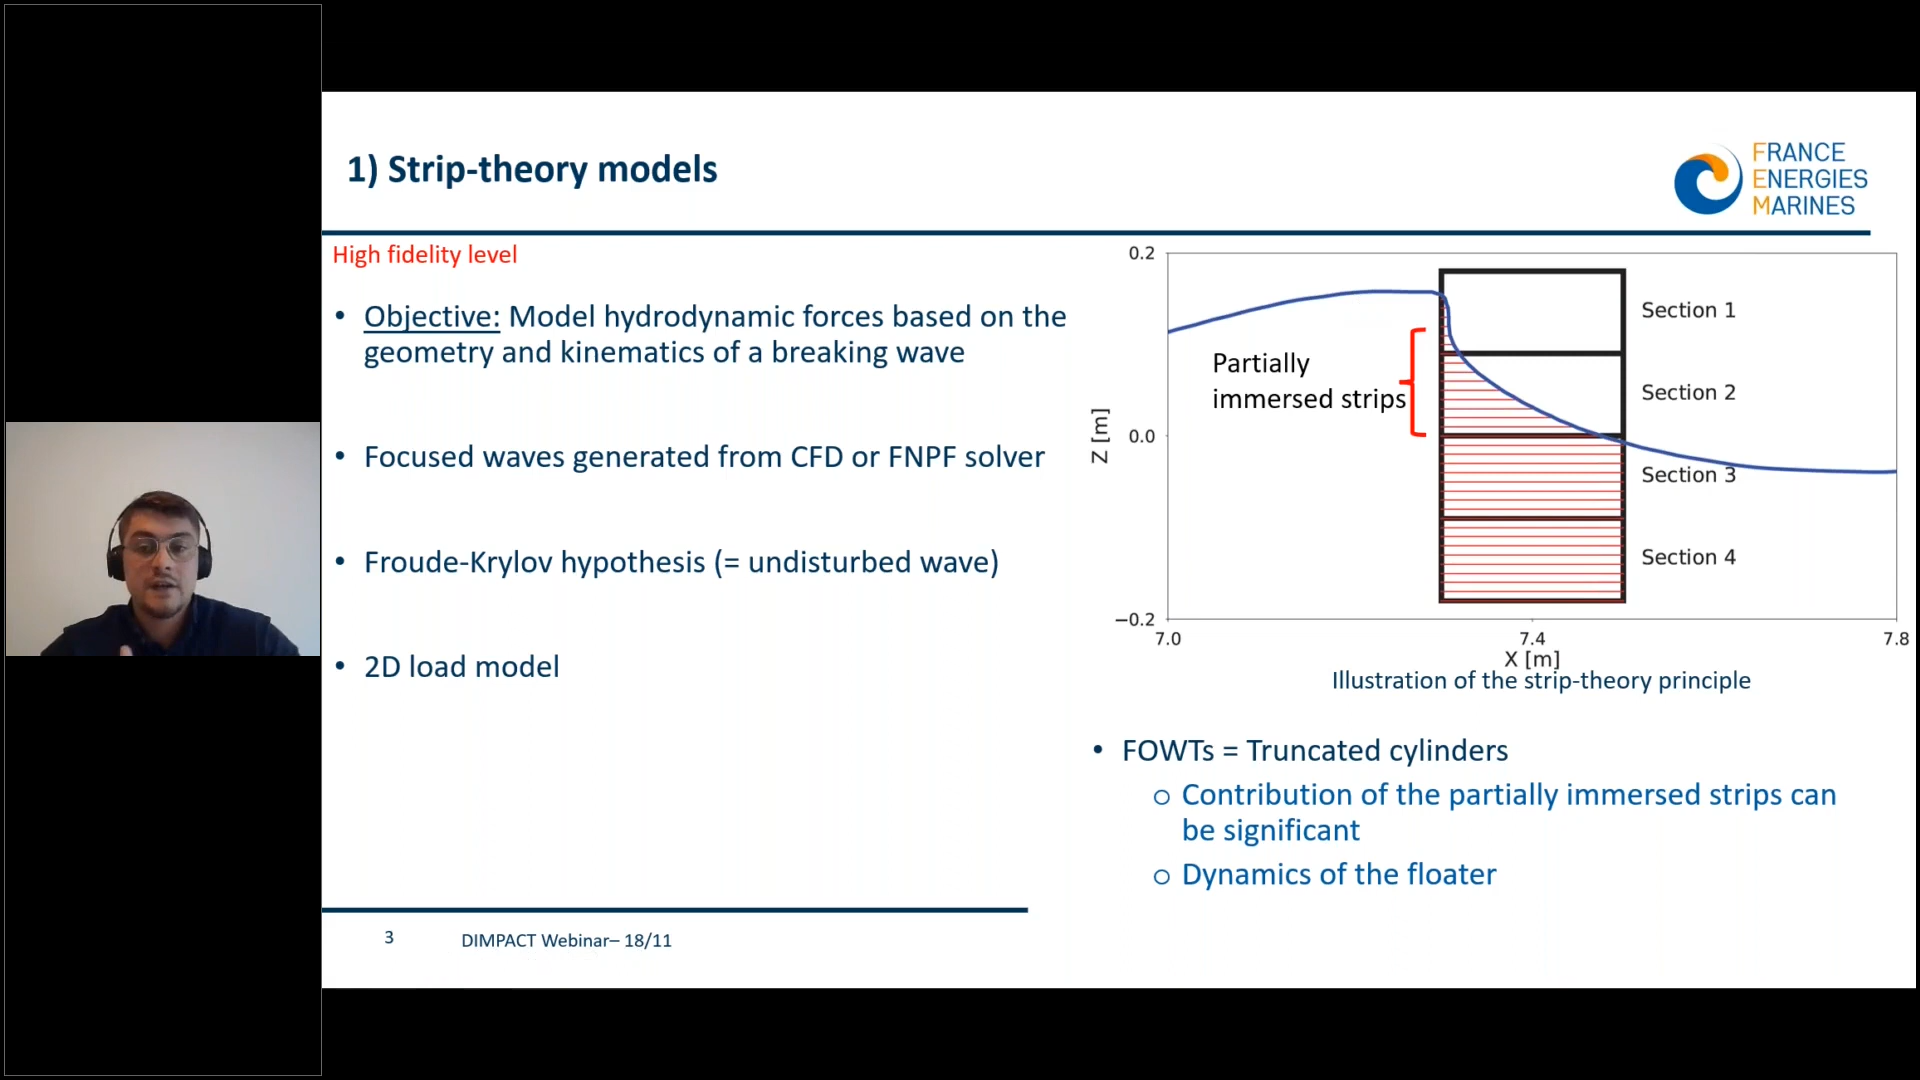 1) Strip-theory models
FRANCE
ENERGIES
MARINES
High fidelity level
• Objective: Model hydrodynamic forces based on the
geometry and kinematics of a breaking wave
• Focused waves generated from CFD or FNPF solver
• Froude-Krylov hypothesis (= undisturbed wave)
• 2D load model
0.2
0.0
−0.2
Z [m]
Partially
immersed strips
Section 1
Section 2
Section 3
Section 4
7.0
7.4
7.8
X [m]
Illustration of the strip-theory principle
• FOWTs = Truncated cylinders
o Contribution of the partially immersed strips can
be significant
o Dynamics of the floater
3
DIMPACT Webinar– 18/11